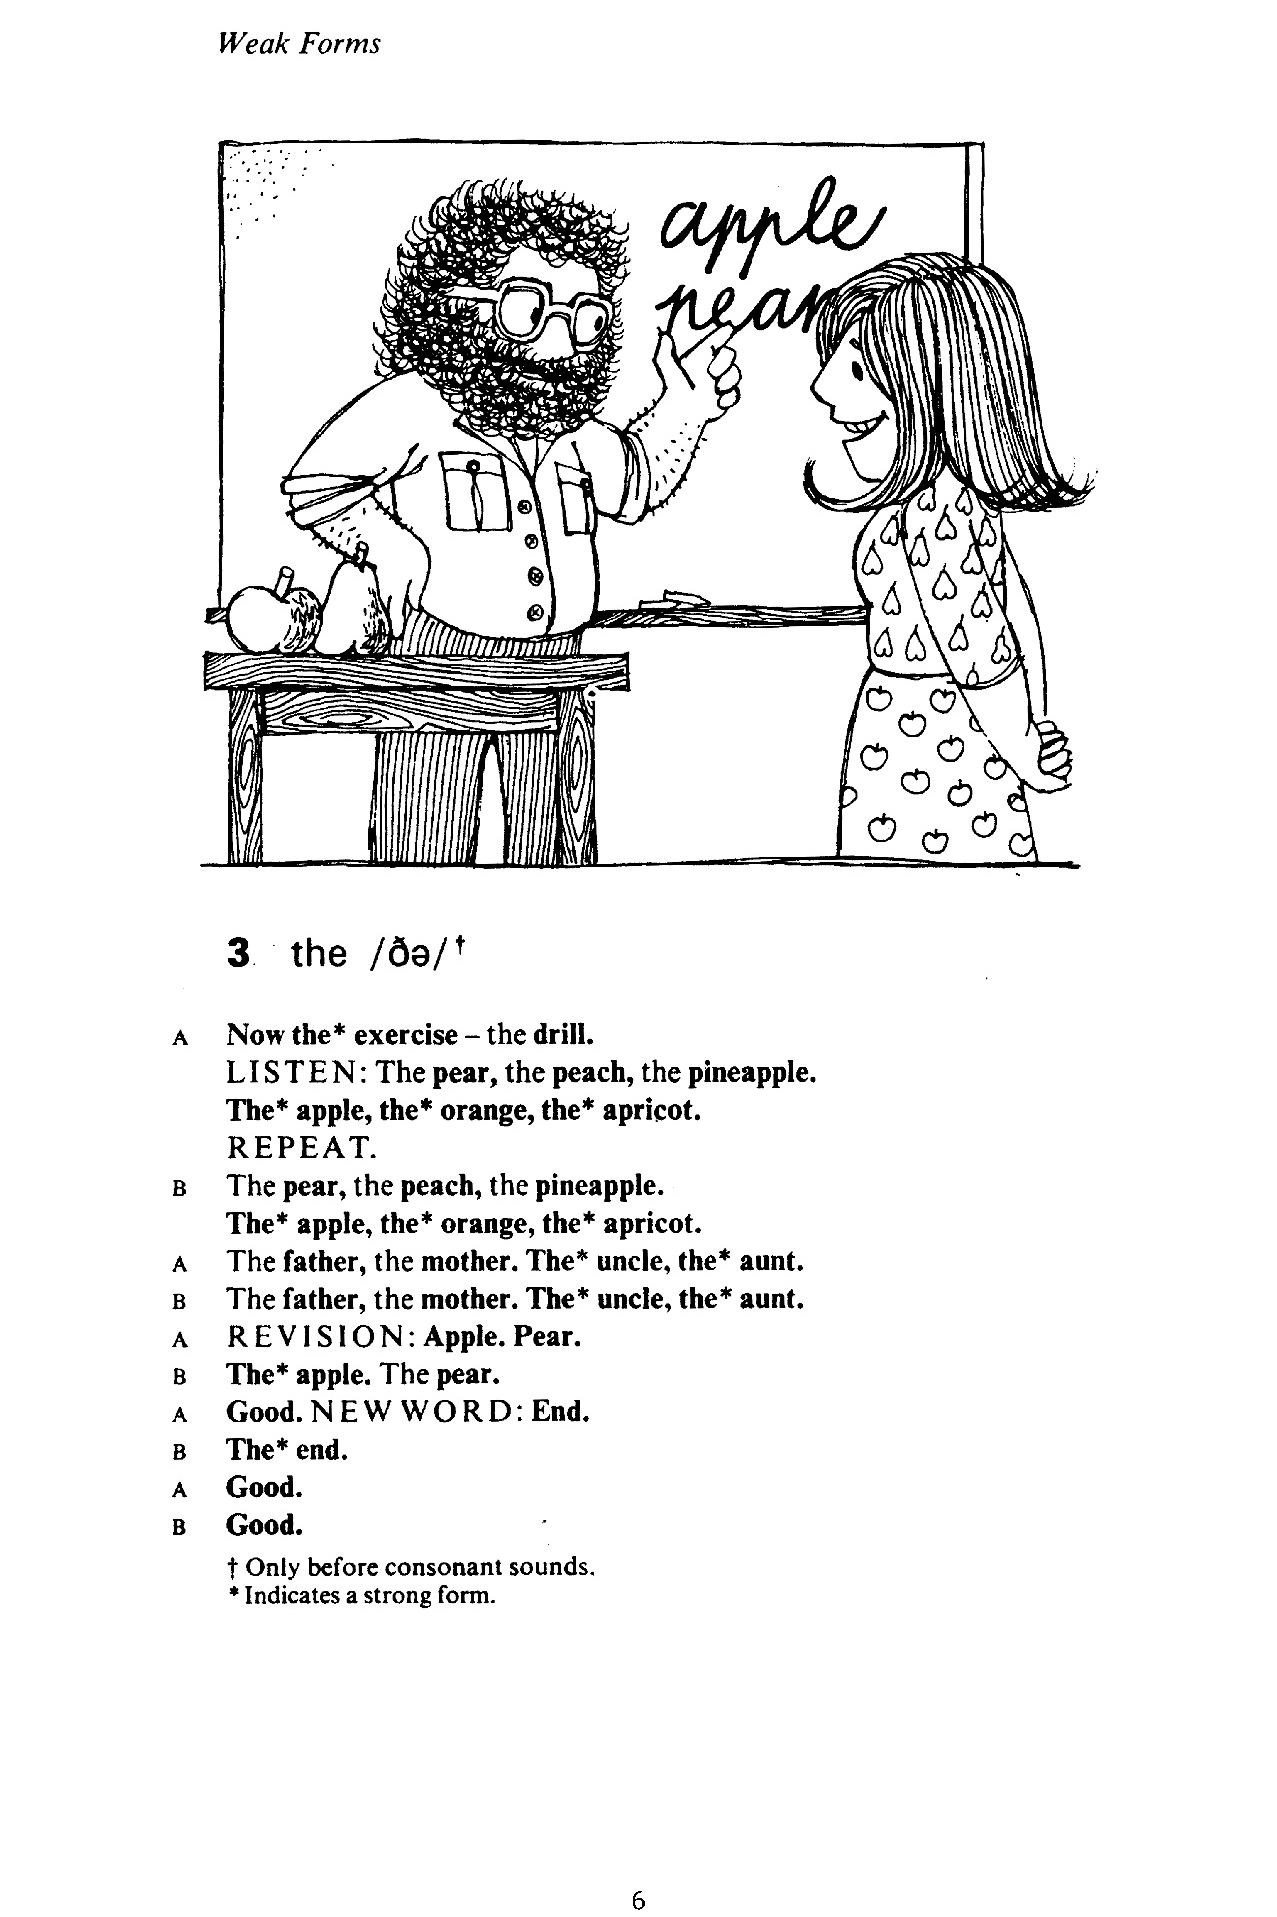 Weak Forms
apple
pear
3 the /ðə/†
A Now the* exercise – the drill.
LISTEN: The pear, the peach, the pineapple.
The* apple, the* orange, the* apricot.
REPEAT.
B The pear, the peach, the pineapple.
The* apple, the* orange, the* apricot.
A The father, the mother. The* uncle, the* aunt.
B The father, the mother. The* uncle, the* aunt.
A REVISION: Apple. Pear.
B The* apple. The pear.
A Good. NEW WORD: End.
B The* end.
A Good.
B Good.
† Only before consonant sounds.
* Indicates a strong form.
6